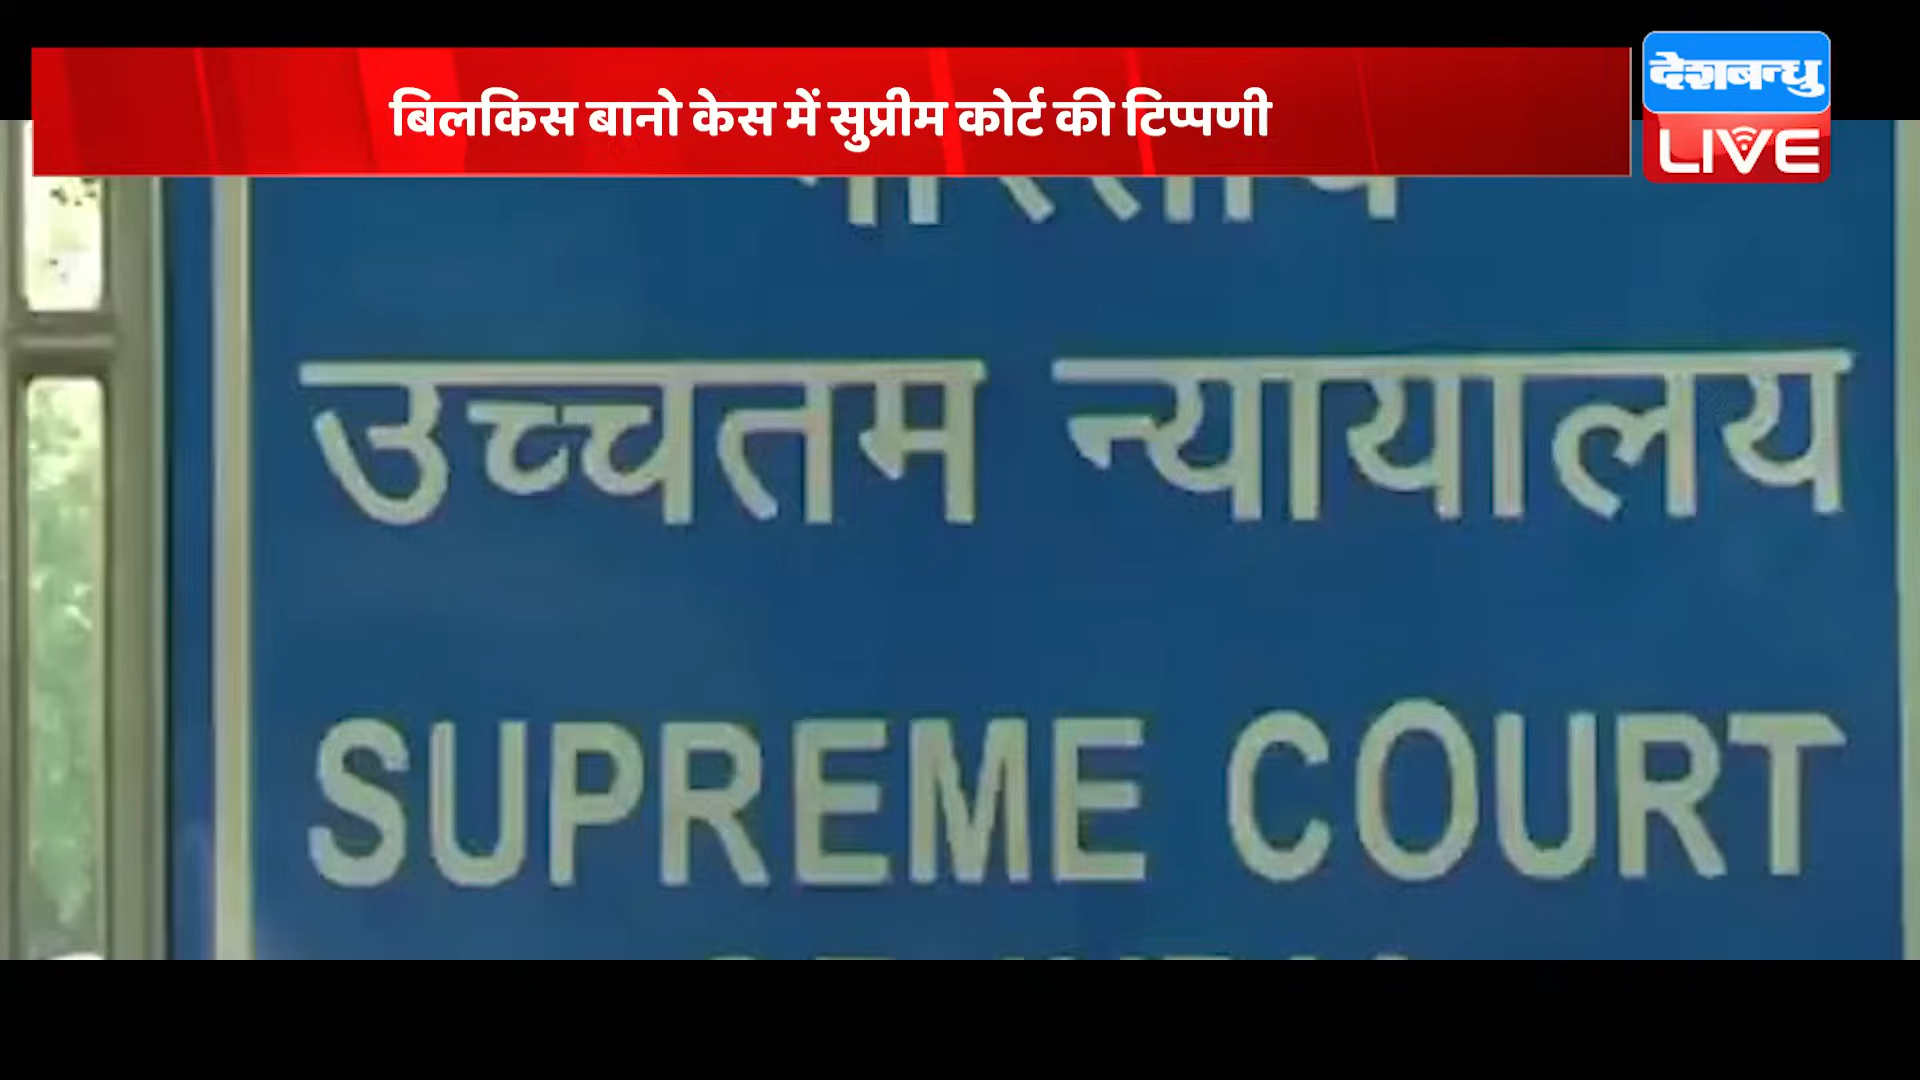 बिलकिस बानो केस में सुप्रीम कोर्ट की टिप्पणी
देशबन्धु
LIVE
उच्चतम न्यायालय
SUPREME COURT